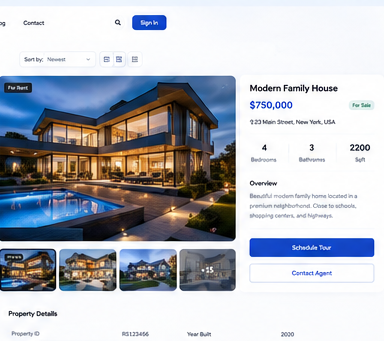 og Contact Sign In
Sort by: Newest
For Rent
Modern Family House
$750,000 For Sale
123 Main Street, New York, USA
4 3 2200
Bedrooms Bathrooms Sqft
Overview
Beautiful modern family home located in a
premium neighborhood. Close to schools,
shopping centers, and highways.
Schedule Tour
Contact Agent
+15
Property Details
Property ID RS123456 Year Built 2020